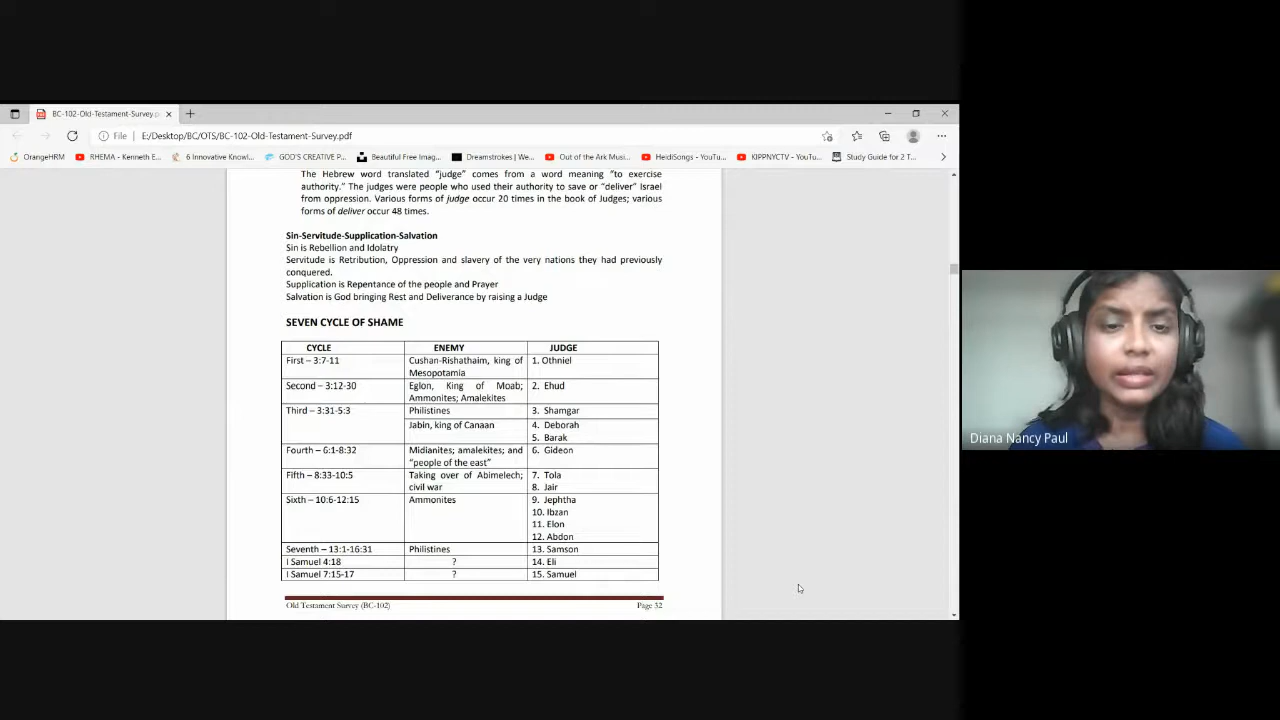 BC-102-Old-Testament-Survey.p
File
E:/Desktop/BC/OTS/BC-102-Old-Testament-Survey.pdf
OrangeHRM
RHEMA - Kenneth E...
6 Innovative Knowl...
GOD'S CREATIVE P...
Beautiful Free Imag...
Dreamstrokes | We...
Out of the Ark Musi...
HeidiSongs - YouTu...
KIPPNYCTV - YouTu...
Study Guide for 2 T...
The Hebrew word translated “judge” comes from a word meaning “to exercise
authority.” The judges were people who used their authority to save or “deliver” Israel
from oppression. Various forms of judge occur 20 times in the book of Judges; various
forms of deliver occur 48 times.
Sin-Servitude-Supplication-Salvation
Sin is Rebellion and Idolatry
Servitude is Retribution, Oppression and slavery of the very nations they had previously
conquered.
Supplication is Repentance of the people and Prayer
Salvation is God bringing Rest and Deliverance by raising a Judge
SEVEN CYCLE OF SHAME
CYCLE ENEMY JUDGE
First – 3:7-11 Cushan-Rishathaim, king of 1. Othniel
Mesopotamia
Second – 3:12-30 Eglon, King of Moab; 2. Ehud
Ammonites; Amalekites
Third – 3:31-5:3 Philistines 3. Shamgar
Jabin, king of Canaan 4. Deborah
5. Barak
Fourth – 6:1-8:32 Midianites; amalekites; and 6. Gideon
“people of the east”
Fifth – 8:33-10:5 Taking over of Abimelech; 7. Tola
civil war 8. Jair
Sixth – 10:6-12:15 Ammonites 9. Jephtha
10. Ibzan
11. Elon
12. Abdon
Seventh – 13:1-16:31 Philistines 13. Samson
I Samuel 4:18 ? 14. Eli
I Samuel 7:15-17 ? 15. Samuel
Old Testament Survey (BC-102) Page 32
Diana Nancy Paul